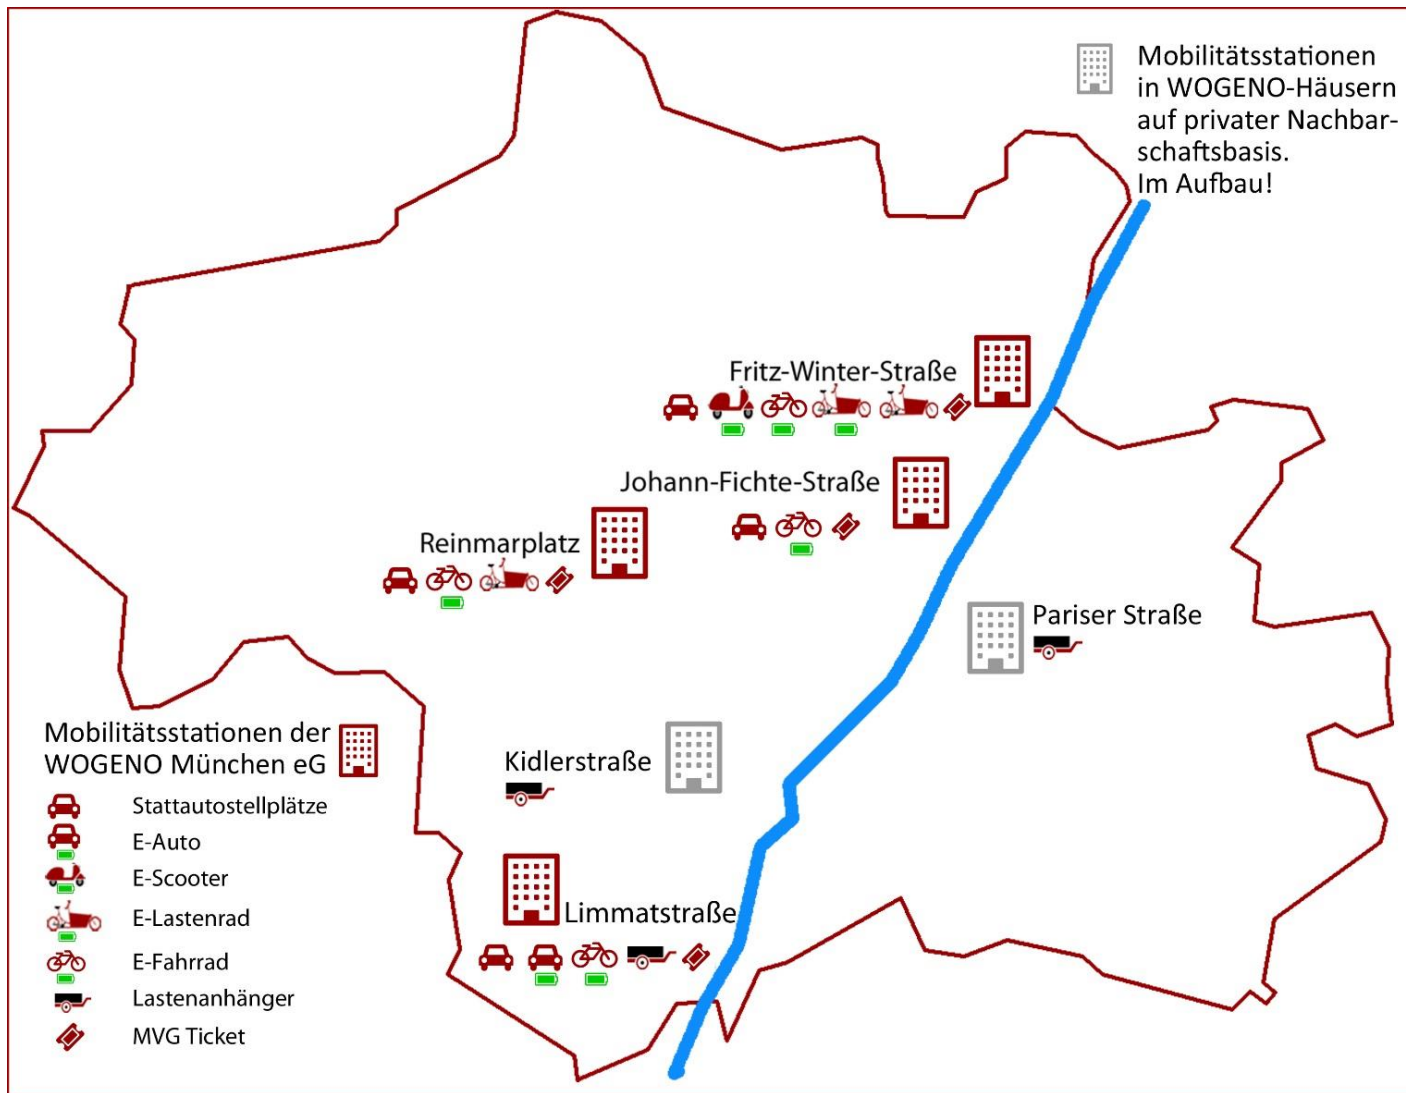 Mobilitätsstationen
in WOGENO-Häusern
auf privater Nachbar-
schaftsbasis.
Im Aufbau!
Fritz-Winter-Straße
Johann-Fichte-Straße
Reinmarplatz
Pariser Straße
Kidlerstraße
Limmatstraße
Mobilitätsstationen der
WOGENO München eG
Stattautostellplätze
E-Auto
E-Scooter
E-Lastenrad
E-Fahrrad
Lastenanhänger
MVG Ticket